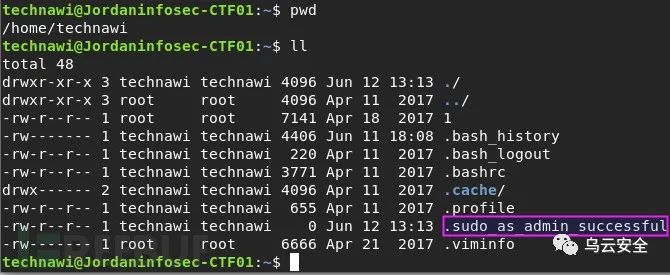 technawi@Jordaninfosec-CTF01:~$ pwd
/home/technawi
technawi@Jordaninfosec-CTF01:~$ ll
total 48
drwxr-xr-x 3 technawi technawi 4096 Jun 12 13:13 ./
drwxr-xr-x 3 root     root     4096 Apr 11  2017 ../
-rw-r--r-- 1 root     root     7141 Apr 18  2017 1
-rw------- 1 technawi technawi 4406 Jun 11 18:08 .bash_history
-rw-r--r-- 1 technawi technawi  220 Apr 11  2017 .bash_logout
-rw-r--r-- 1 technawi technawi 3771 Apr 11  2017 .bashrc
drwx------ 2 technawi technawi 4096 Apr 11  2017 .cache/
-rw-r--r-- 1 technawi technawi  655 Apr 11  2017 .profile
-rw-r--r-- 1 technawi technawi    0 Jun 12 13:13 .sudo_as_admin_successful
-rw------- 1 root     root     6666 Apr 21  2017 .viminfo
technawi@Jordaninfosec-CTF01:~$
乌云安全